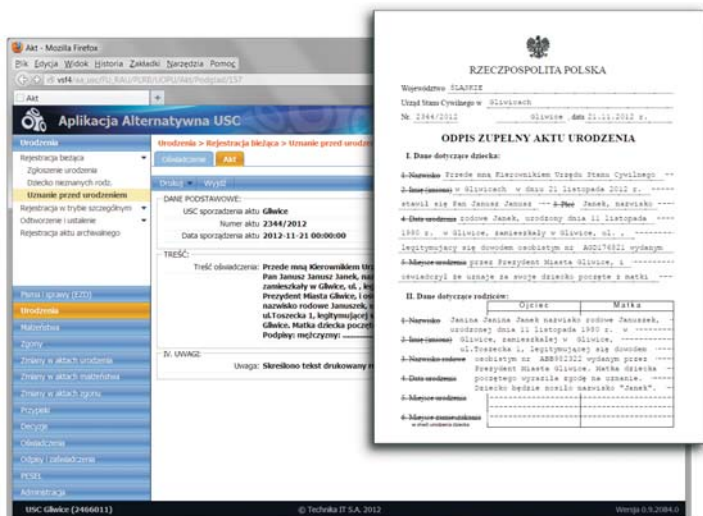 Akt - Mozilla Firefox
Plik Edycja Widok Historia Zakładki Narzędzia Pomoc
Akt
Aplikacja Alternatywna USC
Urodzenia
Rejestracja bieżąca
Zgłoszenie urodzenia
Dziecko nieznanych rodz.
Uznanie przed urodzeniem
Rejestracja w trybie szczególnym
Odtworzenie i ustalenie
Rejestracja aktu archiwalnego
Pisma i sprawy (EZD)
Urodzenia
Małżeństwa
Zgony
Zmiany w aktach urodzenia
Zmiany w aktach małżeństwa
Zmiany w aktach zgonu
Przypiski
Decyzje
Oświadczenia
Odpisy i zaświadczenia
PESEL
Administracja
Urodzenia > Rejestracja bieżąca > Uznanie przed
Oświadczenie Akt
Drukuj Wyjdź
DANE PODSTAWOWE:
USC sporządzenia aktu Gliwice
Numer aktu 2344/2012
Data sporządzenia aktu 2012-11-21 00:00:00
TREŚĆ:
Treść oświadczenia: Przede mną Kierownikiem
Pan Janusz Janusz Janek,
zamieszkały w Gliwice, ul. ,
Prezydent Miasta Gliwice, i
nazwisko rodowe Januszek,
ul.Toszecka 1, legitymującej
Gliwice. Matka dziecka
Podpisy: mężczyzny:
IV. UWAGI:
Uwaga: Skreślono tekst drukowany
USC Gliwice (2466011) © Technika IT S.A. 2012 Wersja 0.9.2084.0
RZECZPOSPOLITA POLSKA
Województwo ŚLĄSKIE
Urząd Stanu Cywilnego w Gliwicach
Nr. 2344/2012 Gliwice , data 21.11.2012 r.
ODPIS ZUPEŁNY AKTU URODZENIA
I. Dane dotyczące dziecka:
1. Nazwisko Przede mną Kierownikiem Urzędu Stanu Cywilnego
2. Imię (imiona) w Gliwicach w dniu 21 listopada 2012 r.
stawił się Pan Janusz Janusz --- 3. Płeć Janek, nazwisko
4. Data urodzenia rodowe Janek, urodzony dnia 11 listopada
1980 r. w Gliwice, zamieszkały w Gliwice, ul. ,
legitymujący się dowodem osobistym nr wydanym
5. Miejsce urodzenia przez Prezydent Miasta Gliwice, i
oświadczył że uznaje za swoje dziecko poczęte z matki
II. Dane dotyczące rodziców:
Ojciec Matka
1. Nazwisko Janina Janina Janek nazwisko rodowe Januszek,
urodzonej dnia 11 listopada 1980 r. w
2. Imię (imiona) Gliwice, zamieszkałej w Gliwice,
ul.Toszecka 1, legitymującej się dowodem
3. Nazwisko rodowe osobistym nr ABB902322 wydanym przez
Prezydent Miasta Gliwice. Matka dziecka
4. Data urodzenia poczętego wyraziła zgodę na uznanie.
Dziecko będzie nosiło nazwisko "Janek".
5. Miejsce urodzenia
6. Miejsce zamieszkania
w chwili urodzenia dziecka